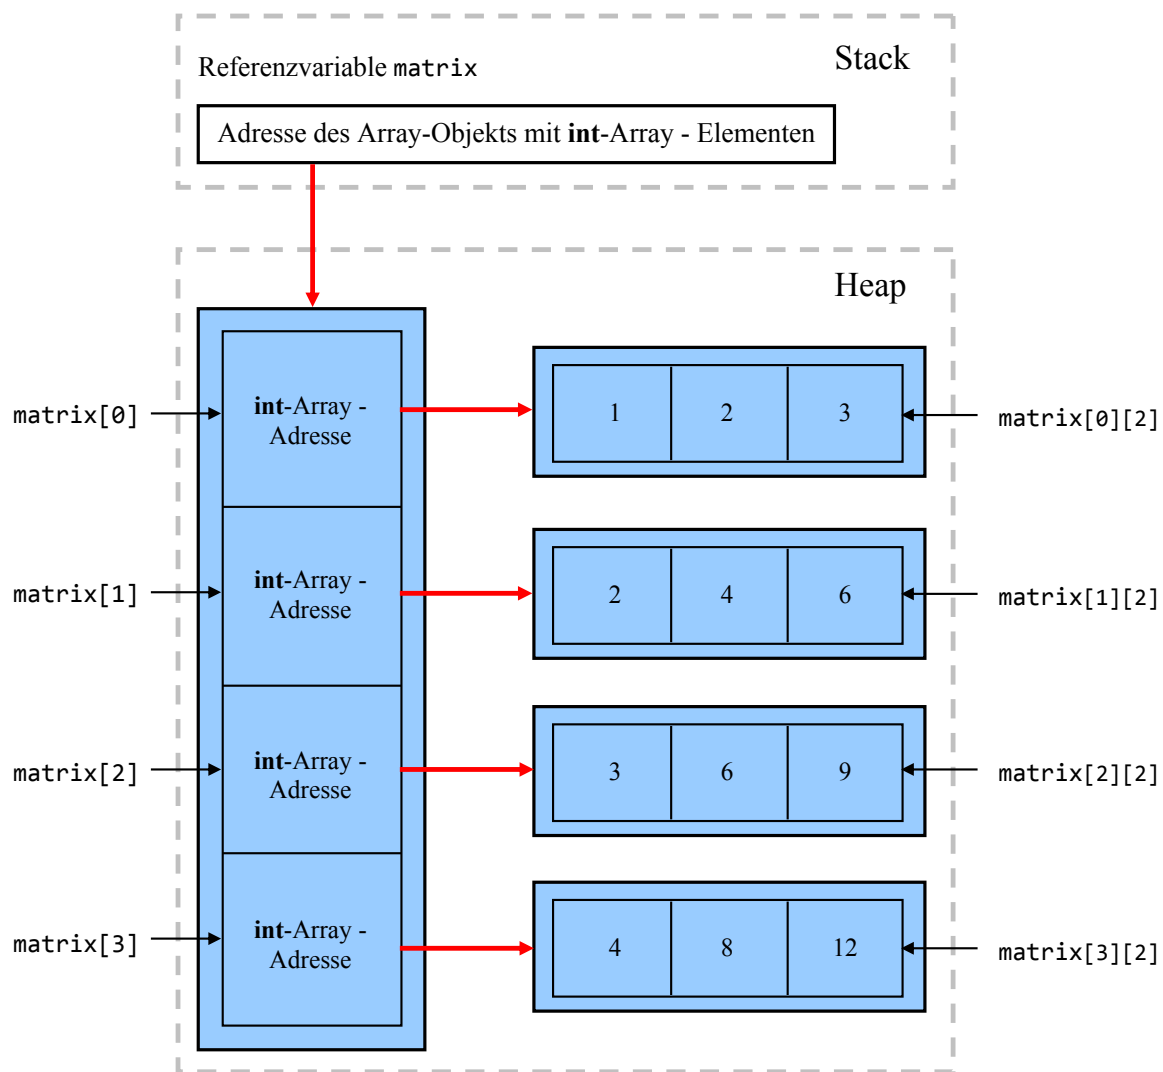 Stack
Referenzvariable matrix
Adresse des Array-Objekts mit int-Array - Elementen
Heap
matrix[0]
int-Array -
Adresse
1 2 3
matrix[0][2]
matrix[1]
int-Array -
Adresse
2 4 6
matrix[1][2]
matrix[2]
int-Array -
Adresse
3 6 9
matrix[2][2]
matrix[3]
int-Array -
Adresse
4 8 12
matrix[3][2]